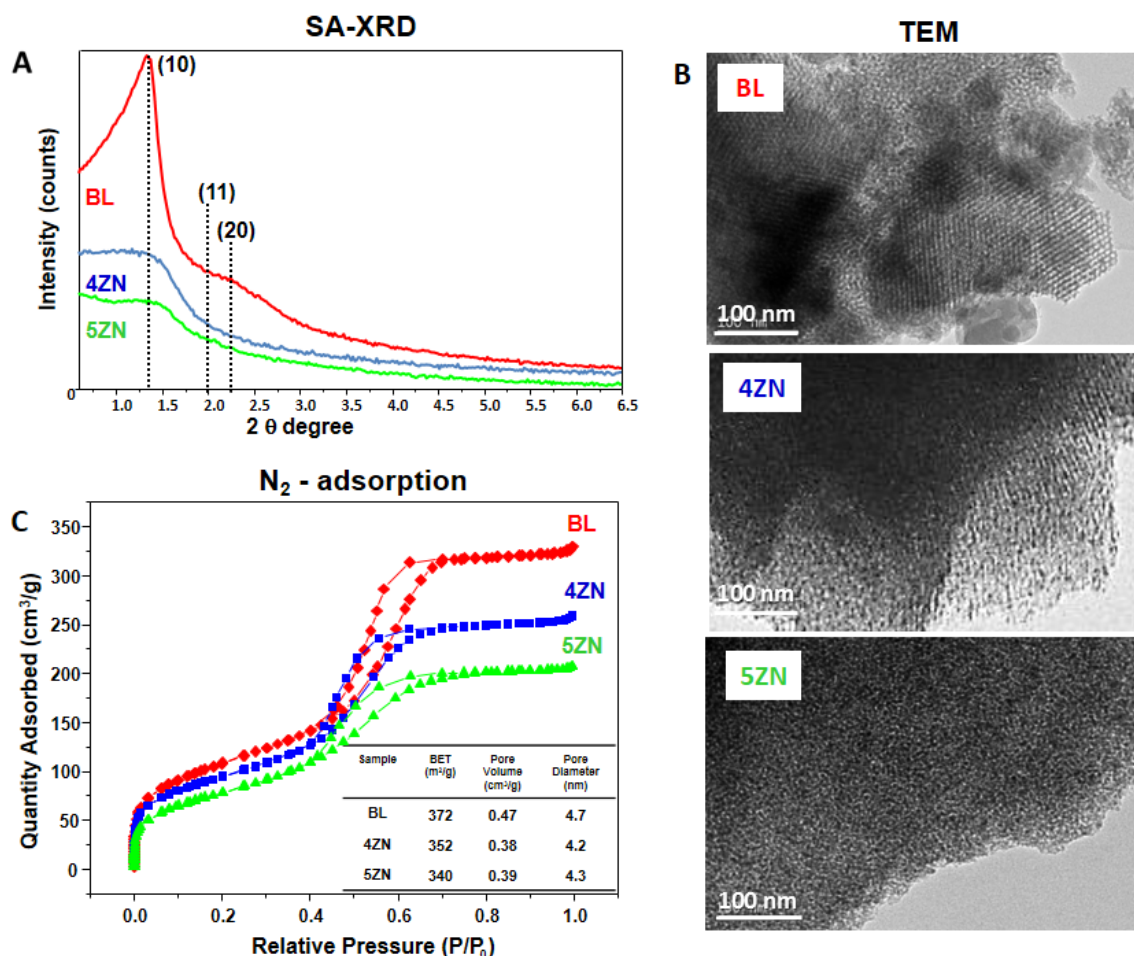 SA-XRD
A
(10)
(11)
(20)
BL
4ZN
5ZN
Intensity (counts)
0
1.0 1.5 2.0 2.5 3.0 3.5 4.0 4.5 5.0 5.5 6.0 6.5
2 θ degree
TEM
B
BL
100 nm
100 nm
4ZN
100 nm
5ZN
100 nm
N₂ - adsorption
C
BL
4ZN
5ZN
Quantity Adsorbed (cm³/g)
350
300
250
200
150
100
50
0
Sample BET (m²/g) Pore Volume (cm³/g) Pore Diameter (nm)
BL 372 0.47 4.7
4ZN 352 0.38 4.2
5ZN 340 0.39 4.3
0.0 0.2 0.4 0.6 0.8 1.0
Relative Pressure (P/P₀)